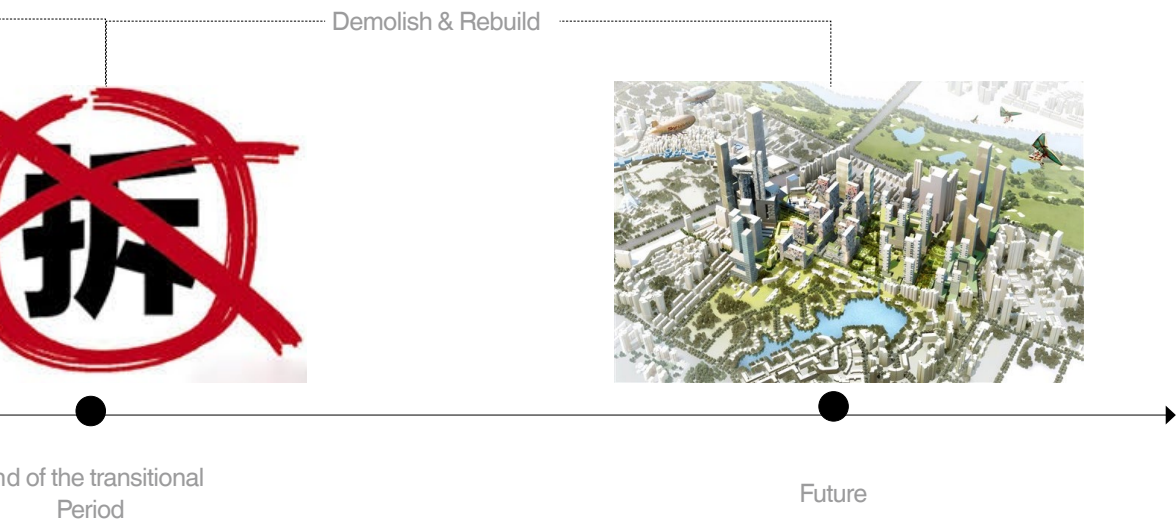 Demolish & Rebuild
拆
nd of the transitional
Period
Future